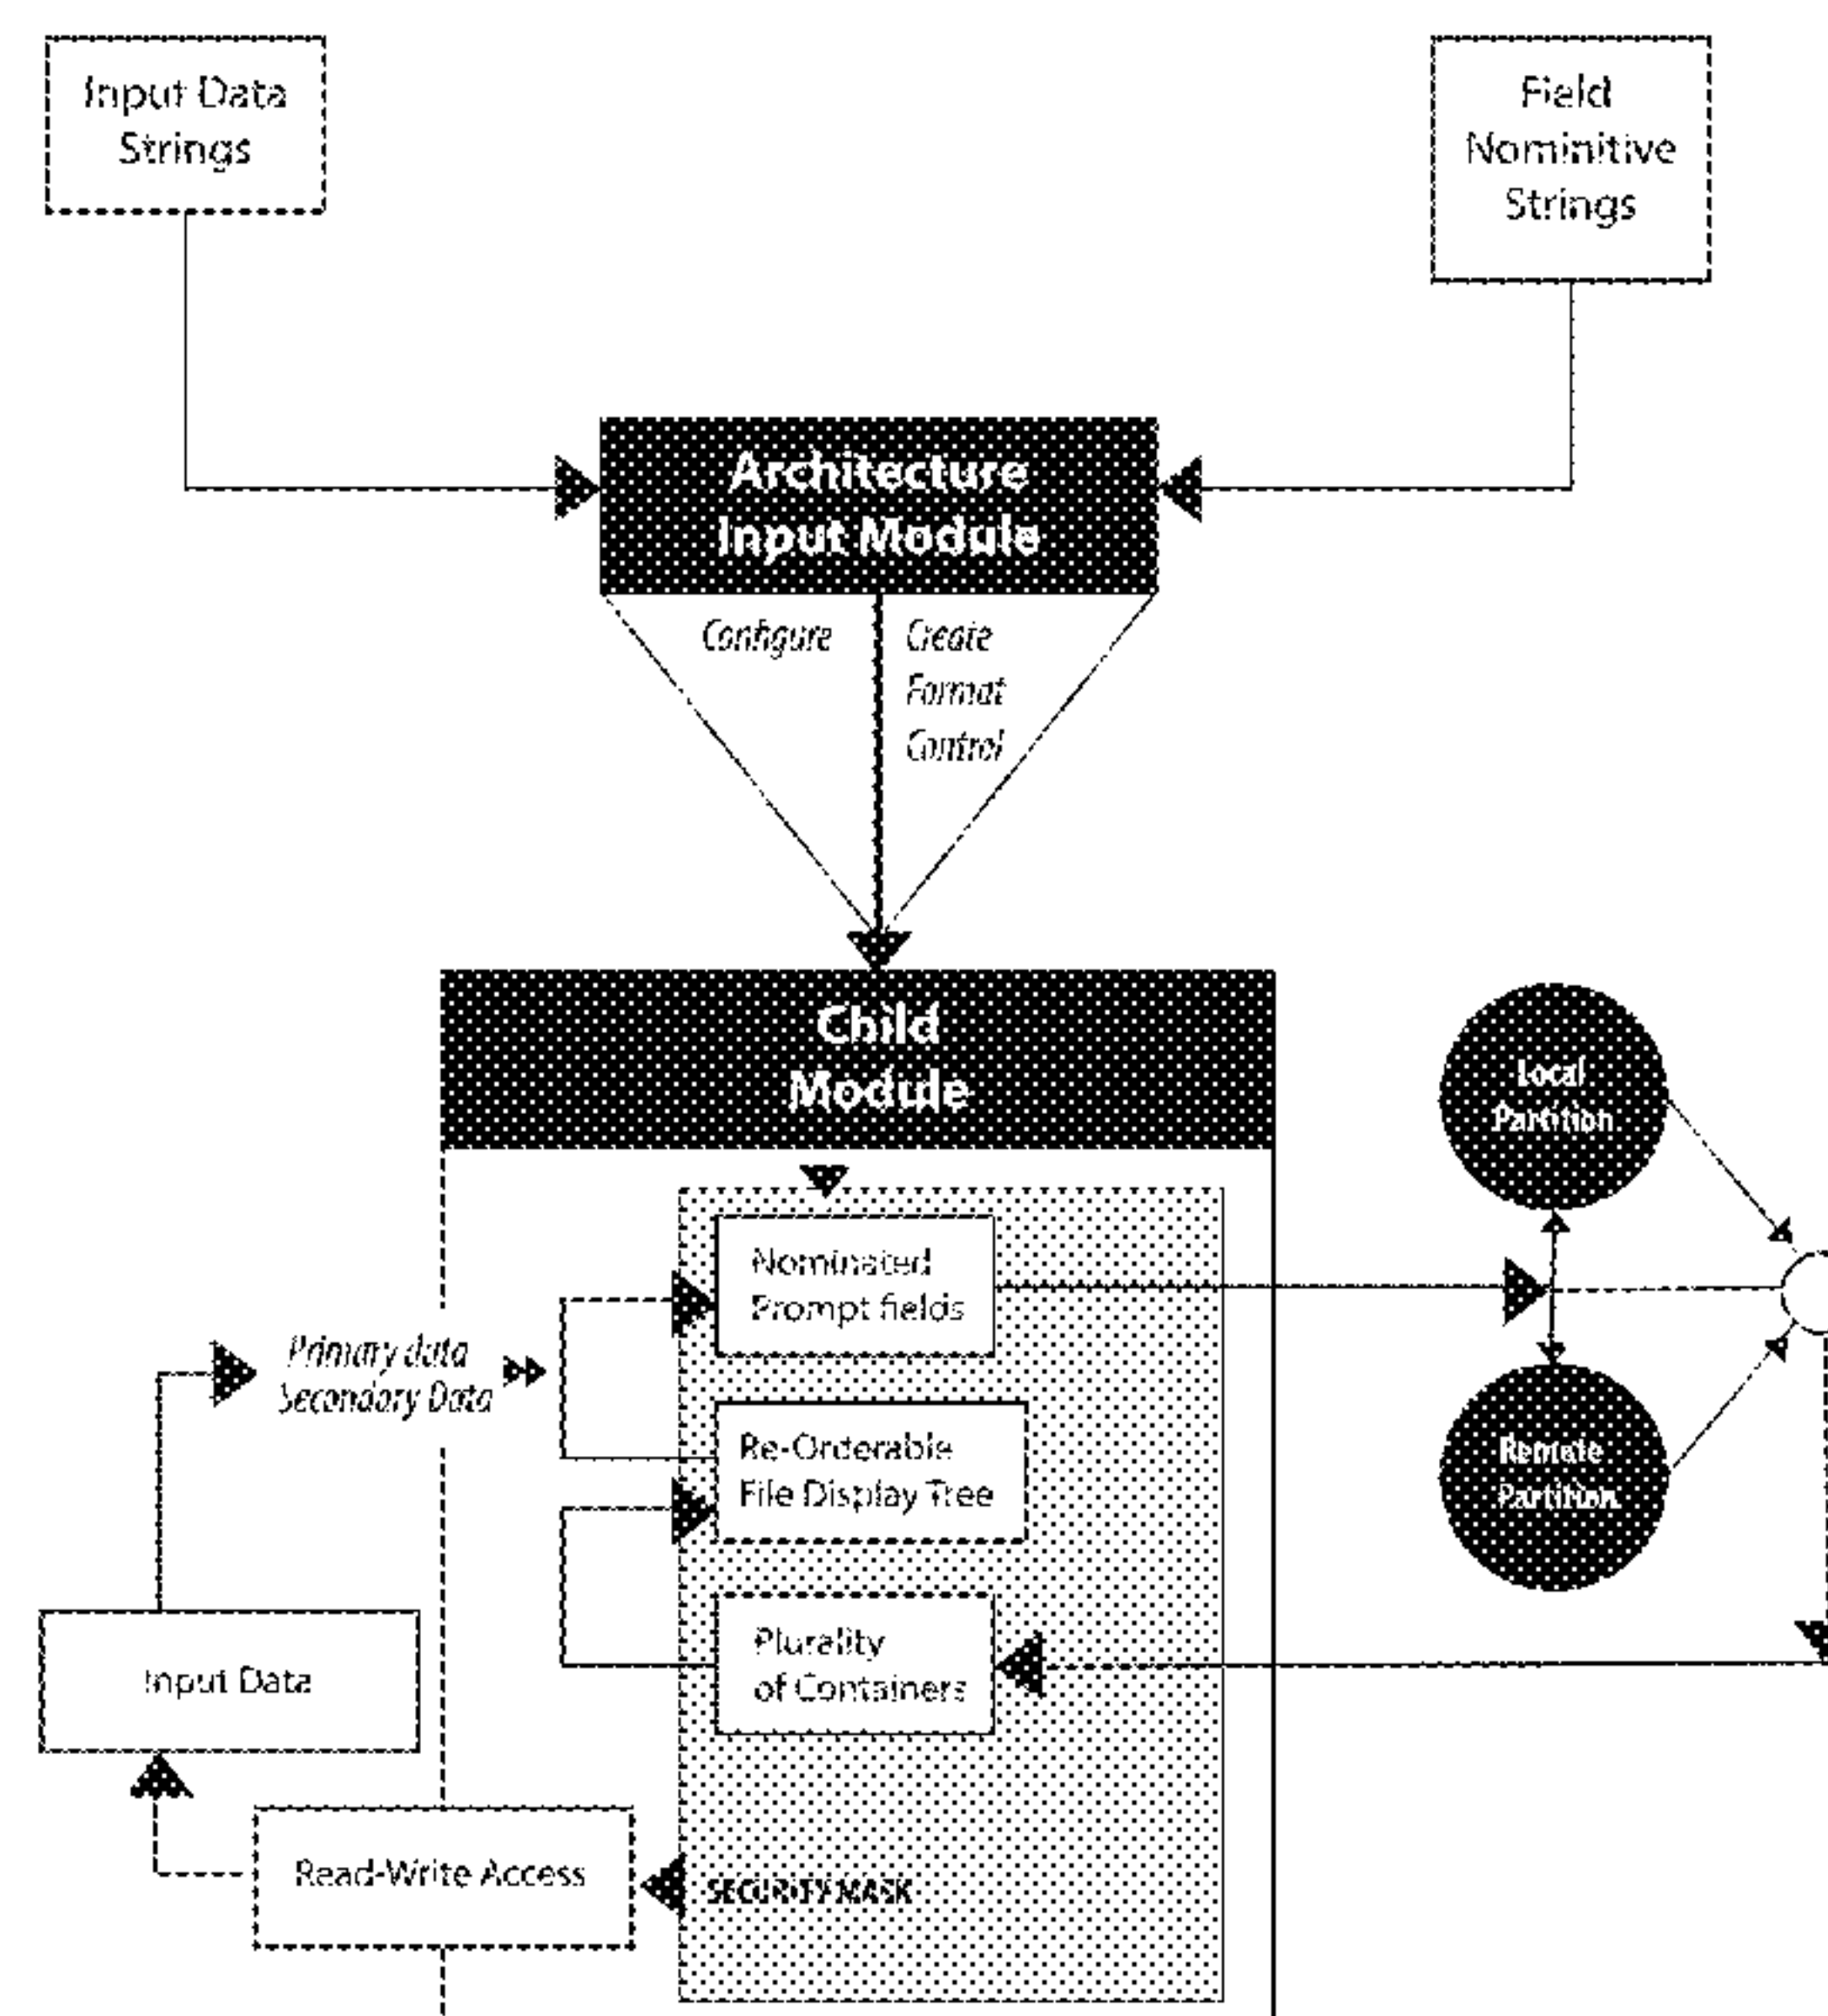 Input Data
Strings
Field
Nominitive
Strings
Architecture
Input Module
Configure
Create
Format
Control
Child
Module
Local
Partition
Nominated
Prompt fields
Primary data
Secondary Data
Re-Orderable
File Display Tree
Remote
Partition
Plurality
of Containers
Input Data
Read-Write Access
SECURITY MASK